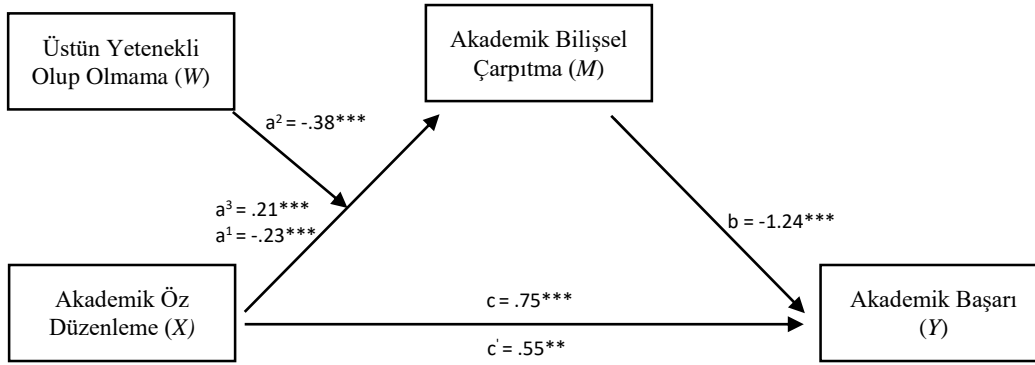 Üstün Yetenekli
Olup Olmama (W)
Akademik Bilişsel
Çarpıtma (M)
a² = -.38***
a³ = .21***
a¹ = -.23***
b = -1.24***
Akademik Öz
Düzenleme (X)
c = .75***
c' = .55**
Akademik Başarı
(Y)